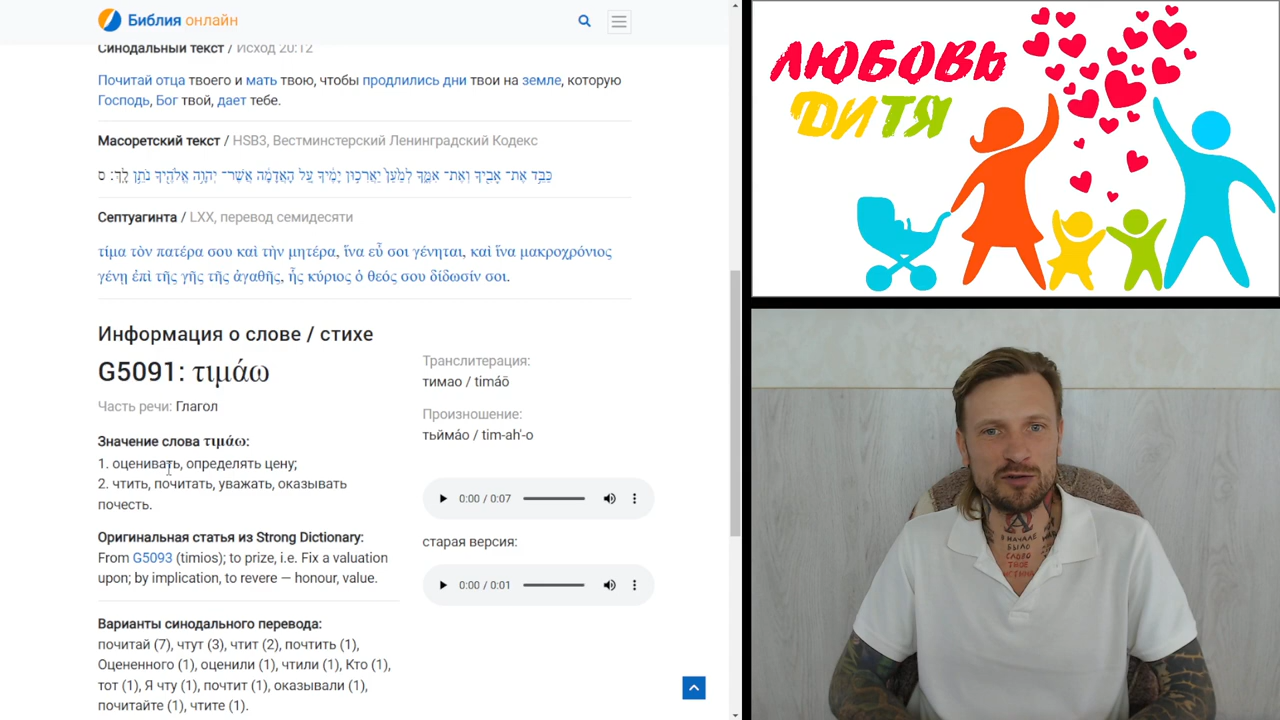 Библия онлайн
Синодальный текст / Исход 20:12
Почитай отца твоего и мать твою, чтобы продлились дни твои на земле, которую
Господь, Бог твой, дает тебе.
Масоретский текст / HSB3, Вестминстерский Ленинградский Кодекс
כַּבֵּ֥ד אֶת־ אָבִ֖יךָ וְאֶת־ אִמֶּ֑ךָ לְמַ֙עַן֙ יַאֲרִכ֣וּן יָמֶ֔יךָ עַ֚ל הָאֲדָמָ֔ה אֲשֶׁר־ יְהוָ֥ה אֱלֹהֶ֖יךָ נֹתֵ֥ן לָֽךְ׃ ס
Септуагинта / LXX, перевод семидесяти
τίμα τὸν πατέρα σου καὶ τὴν μητέρα, ἵνα εὖ σοι γένηται, καὶ ἵνα μακροχρόνιος
γένῃ ἐπὶ τῆς γῆς τῆς ἀγαθῆς, ἧς κύριος ὁ θεός σου δίδωσίν σοι.
Информация о слове / стихе
G5091: τιμάω
Часть речи: Глагол
Значение слова τιμάω:
1. оценивать, определять цену;
2. чтить, почитать, уважать, оказывать
почесть.
Оригинальная статья из Strong Dictionary:
From G5093 (timios); to prize, i.e. Fix a valuation
upon; by implication, to revere — honour, value.
Варианты синодального перевода:
почитай (7), чтут (3), чтит (2), почтить (1),
Оцененного (1), оценили (1), чтили (1), Кто (1),
тот (1), Я чту (1), почтит (1), оказывали (1),
почитайте (1), чтите (1).
Транслитерация:
тимао / timáō
Произношение:
тьймáо / tim-ah'-o
0:00 / 0:07
старая версия:
0:00 / 0:01
ЛЮБОВЬ
ДИТЯ
В НАЧАЛЕ
БЫЛО
СЛОВО
ТВОЕ